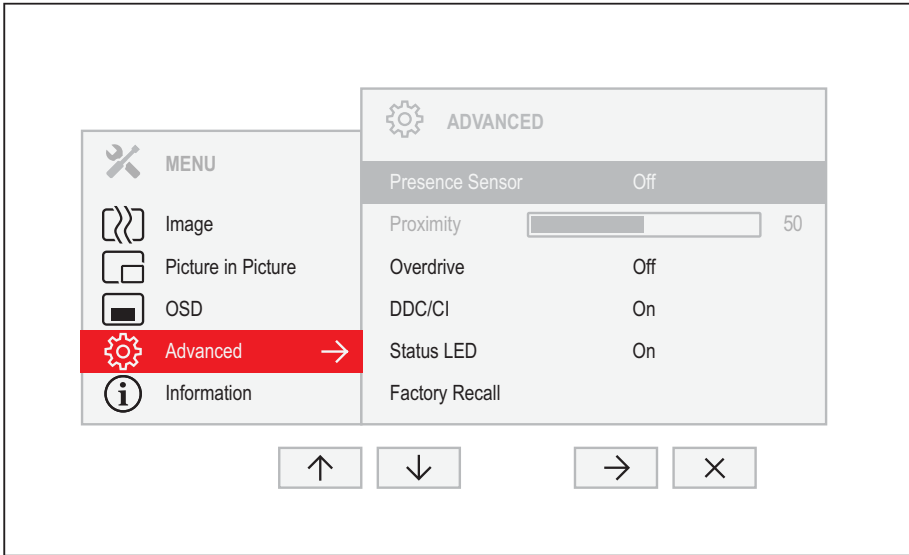 MENU
Image
Picture in Picture
OSD
Advanced
Information
ADVANCED
Presence Sensor Off
Proximity 50
Overdrive Off
DDC/CI On
Status LED On
Factory Recall